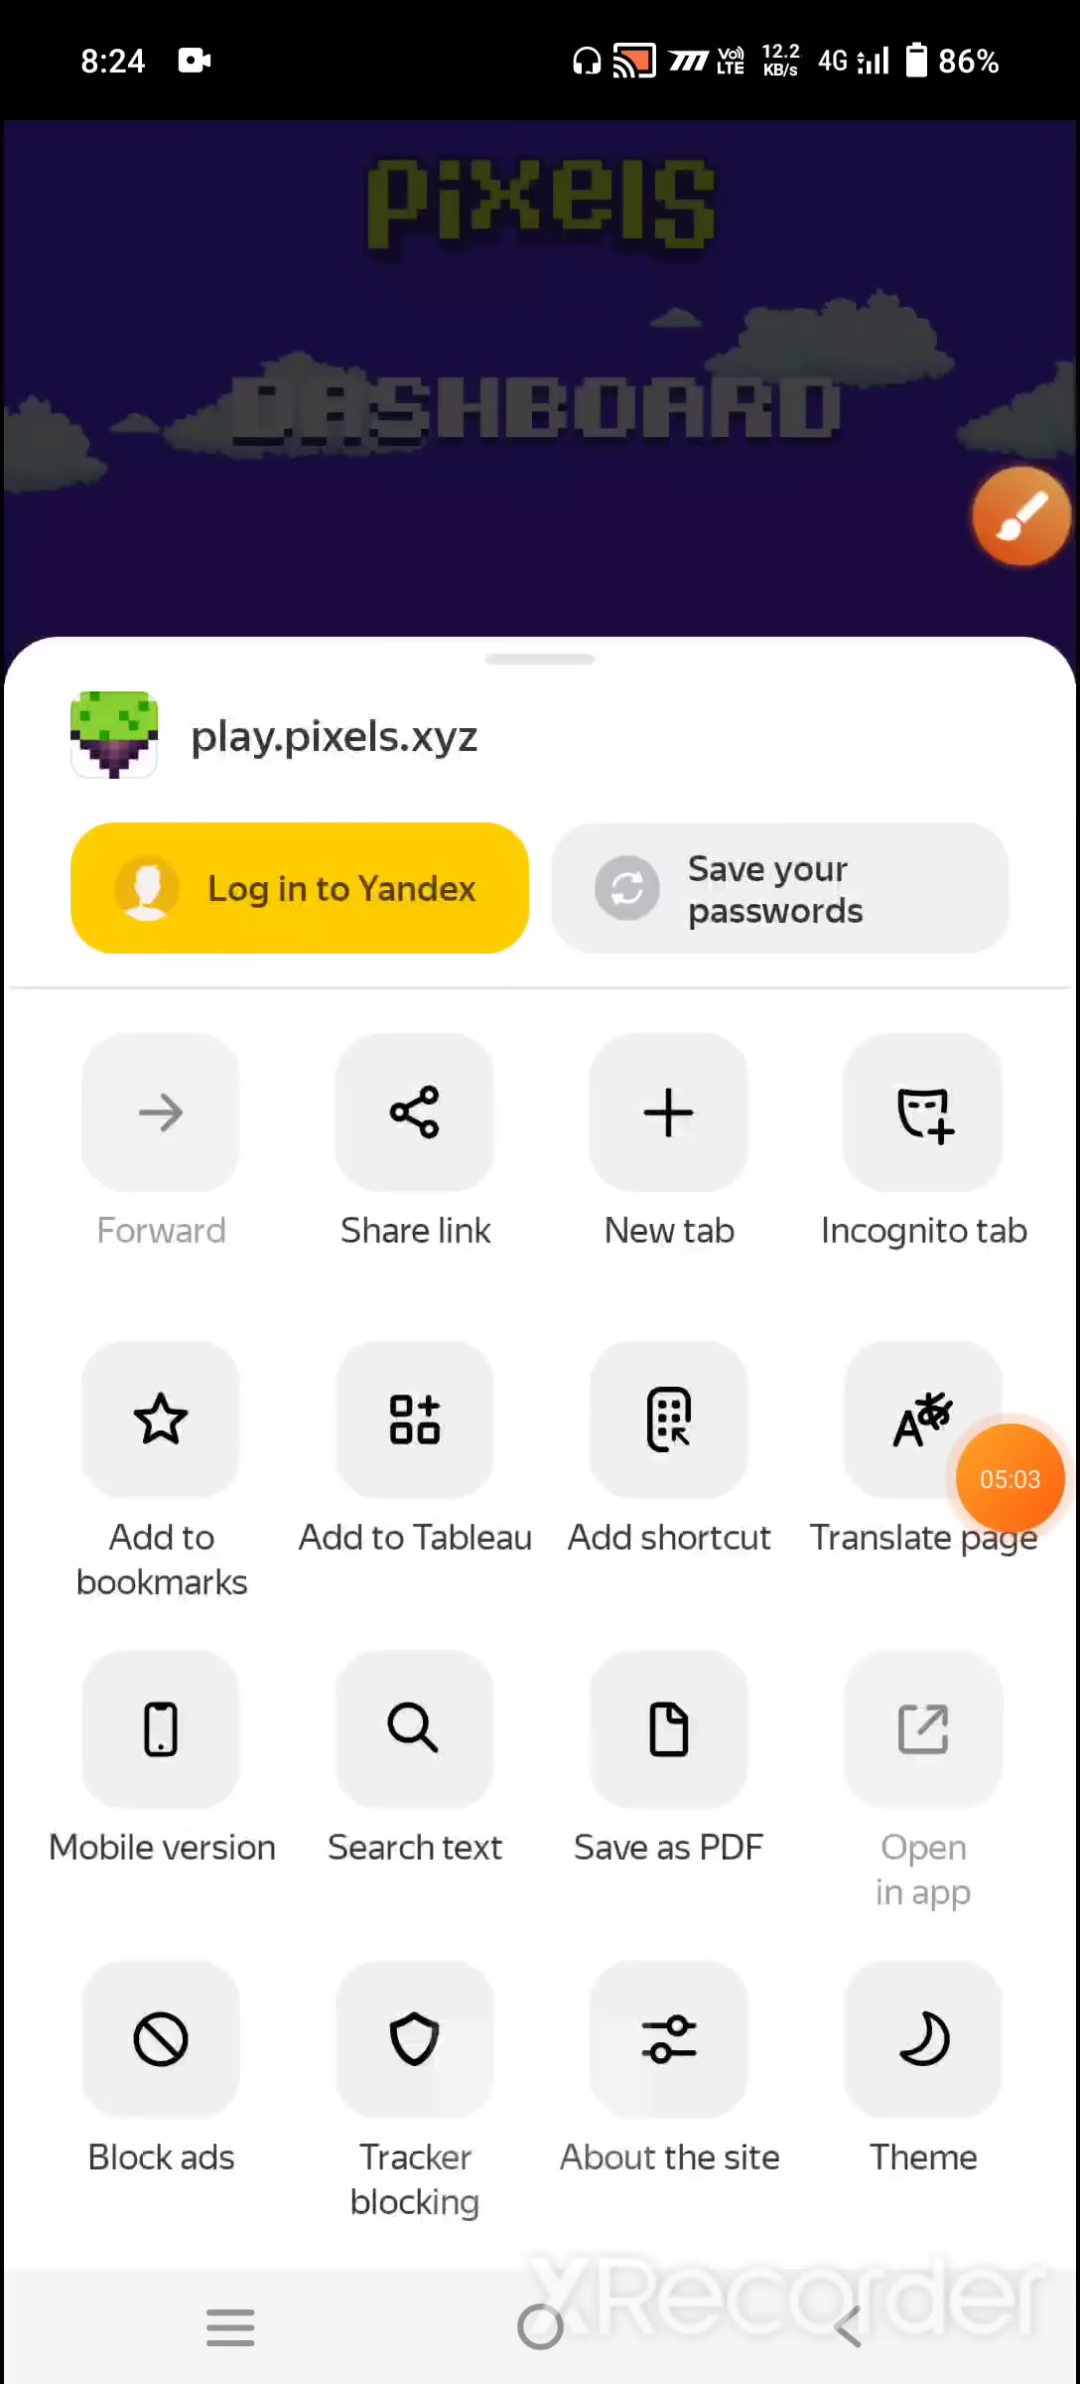 8:24 Vo)) LTE 12.2 KB/s 4G 86%
pixels
DASHBOARD
play.pixels.xyz
Log in to Yandex
Save your
passwords
Forward Share link New tab Incognito tab
Add to
bookmarks
Add to Tableau
Add shortcut
Translate page
05:03
Mobile version Search text Save as PDF
Open
in app
Block ads
Tracker
blocking
About the site
Theme
XRecorder